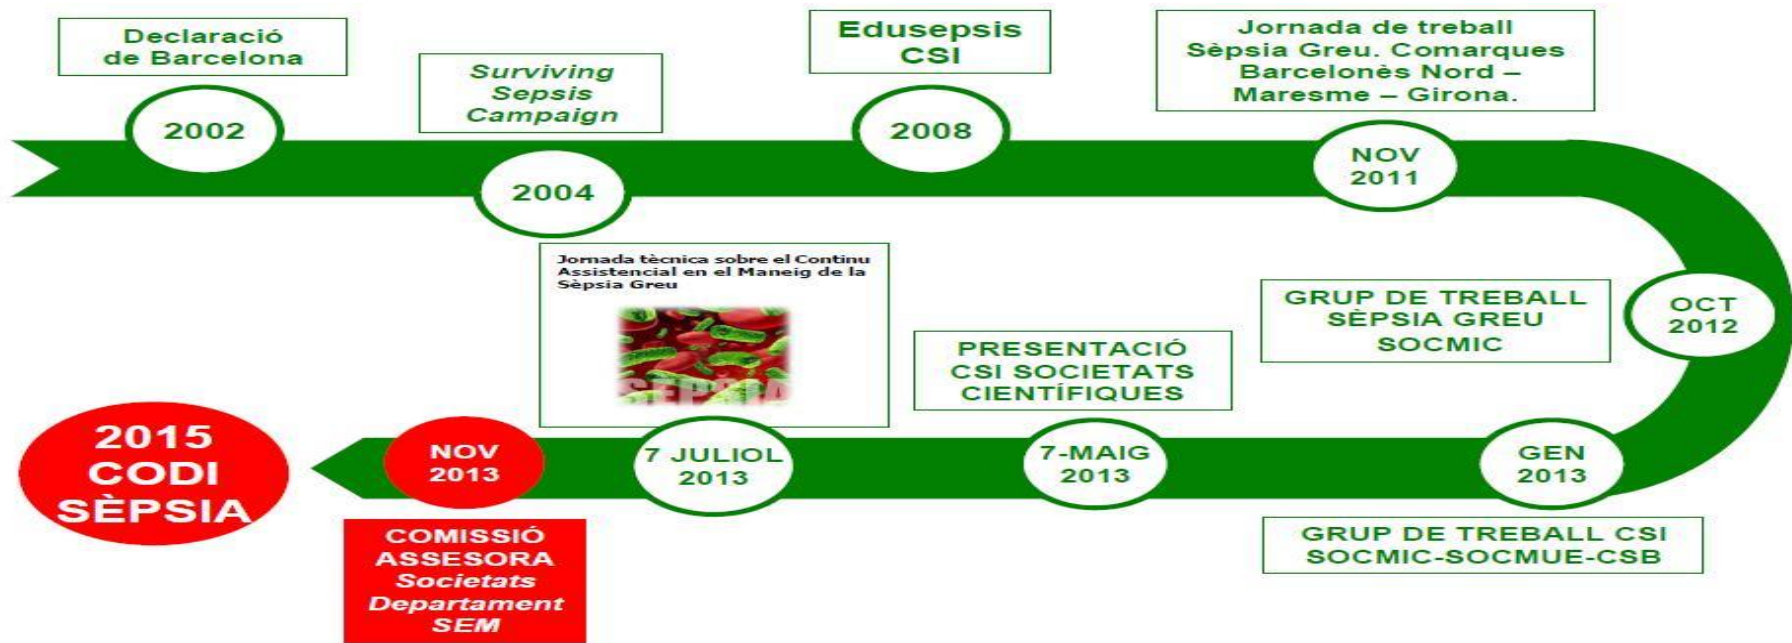 Declaració
de Barcelona
2002
Surviving
Sepsis
Campaign
2004
Edusepsis
CSI
2008
Jornada de treball
Sèpsia Greu. Comarques
Barcelonès Nord –
Maresme – Girona.
NOV
2011
OCT
2012
GRUP DE TREBALL
SÈPSIA GREU
SOCMIC
GEN
2013
GRUP DE TREBALL CSI
SOCMIC-SOCMUE-CSB
PRESENTACIÓ
CSI SOCIETATS
CIENTÍFIQUES
7-MAIG
2013
Jornada tècnica sobre el Continu
Assistencial en el Maneig de la
Sèpsia Greu
SEPSIA
7 JULIOL
2013
NOV
2013
COMISSIÓ
ASSESORA
Societats
Departament
SEM
2015
CODI
SÈPSIA